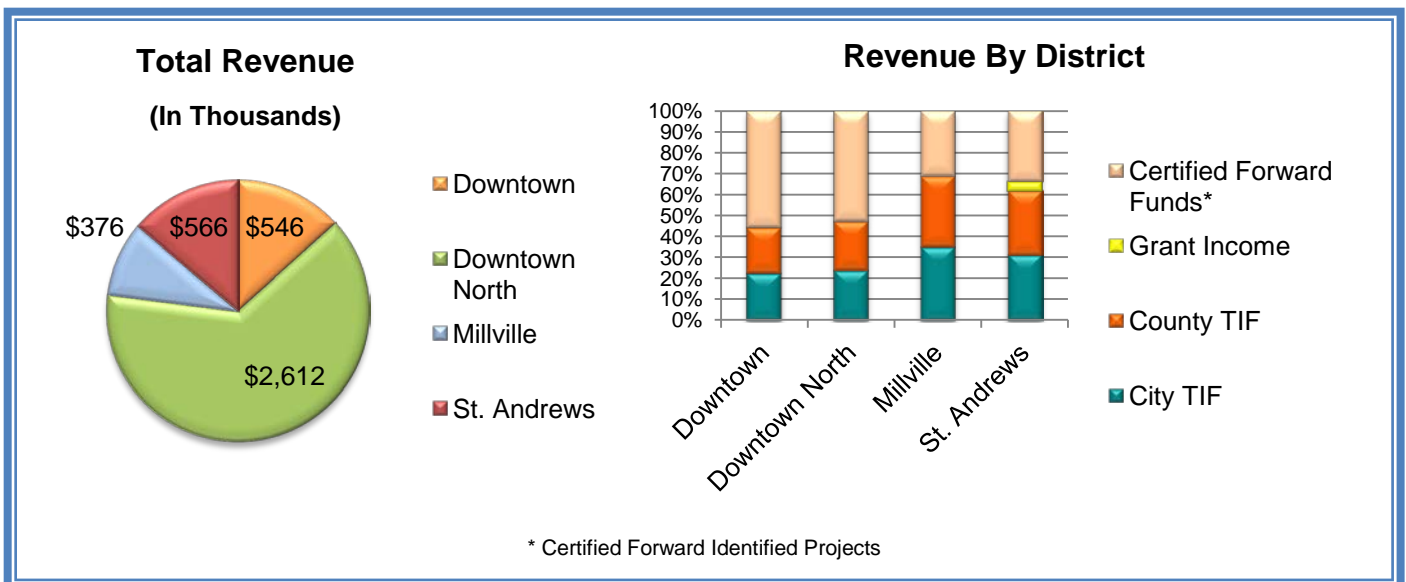 Total Revenue
(In Thousands)
$376
$566
$546
$2,612
Downtown
Downtown
North
Millville
St. Andrews
Revenue By District
100%
90%
80%
70%
60%
50%
40%
30%
20%
10%
0%
Downtown
Downtown North
Millville
St. Andrews
Certified Forward
Funds*
Grant Income
County TIF
City TIF
* Certified Forward Identified Projects